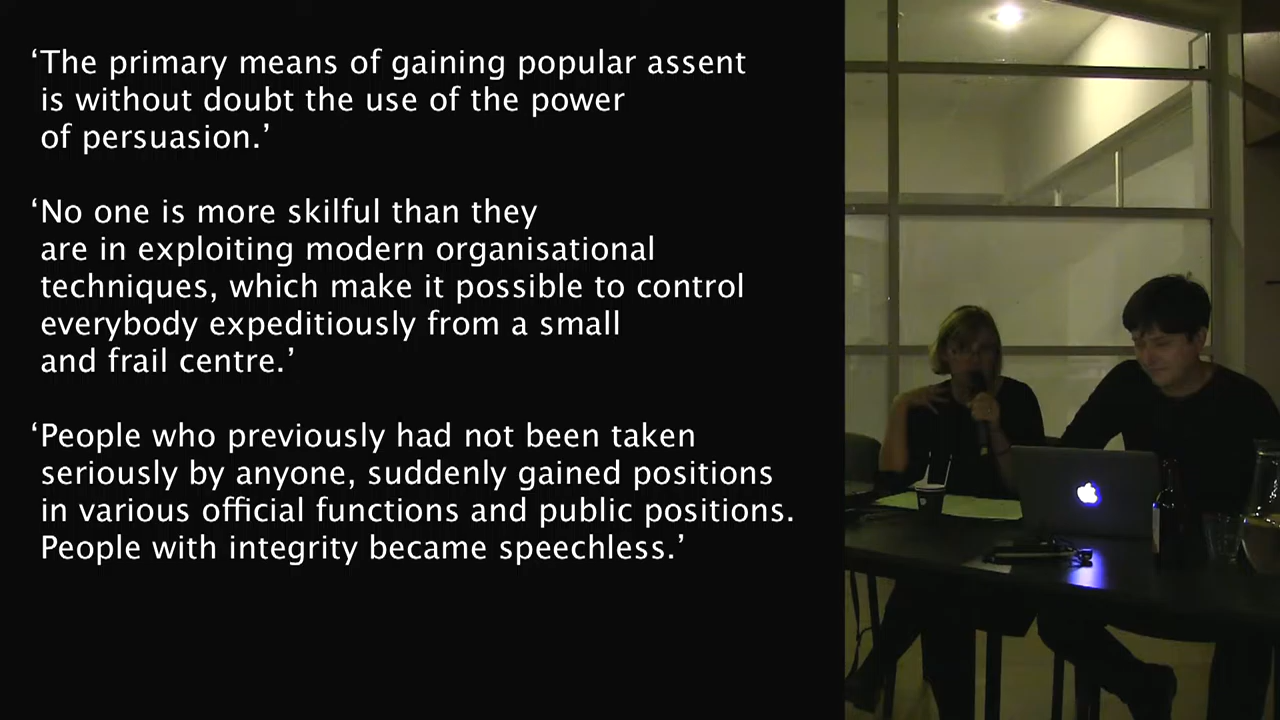 ‘The primary means of gaining popular assent
is without doubt the use of the power
of persuasion.’
‘No one is more skilful than they
are in exploiting modern organisational
techniques, which make it possible to control
everybody expeditiously from a small
and frail centre.’
‘People who previously had not been taken
seriously by anyone, suddenly gained positions
in various official functions and public positions.
People with integrity became speechless.’